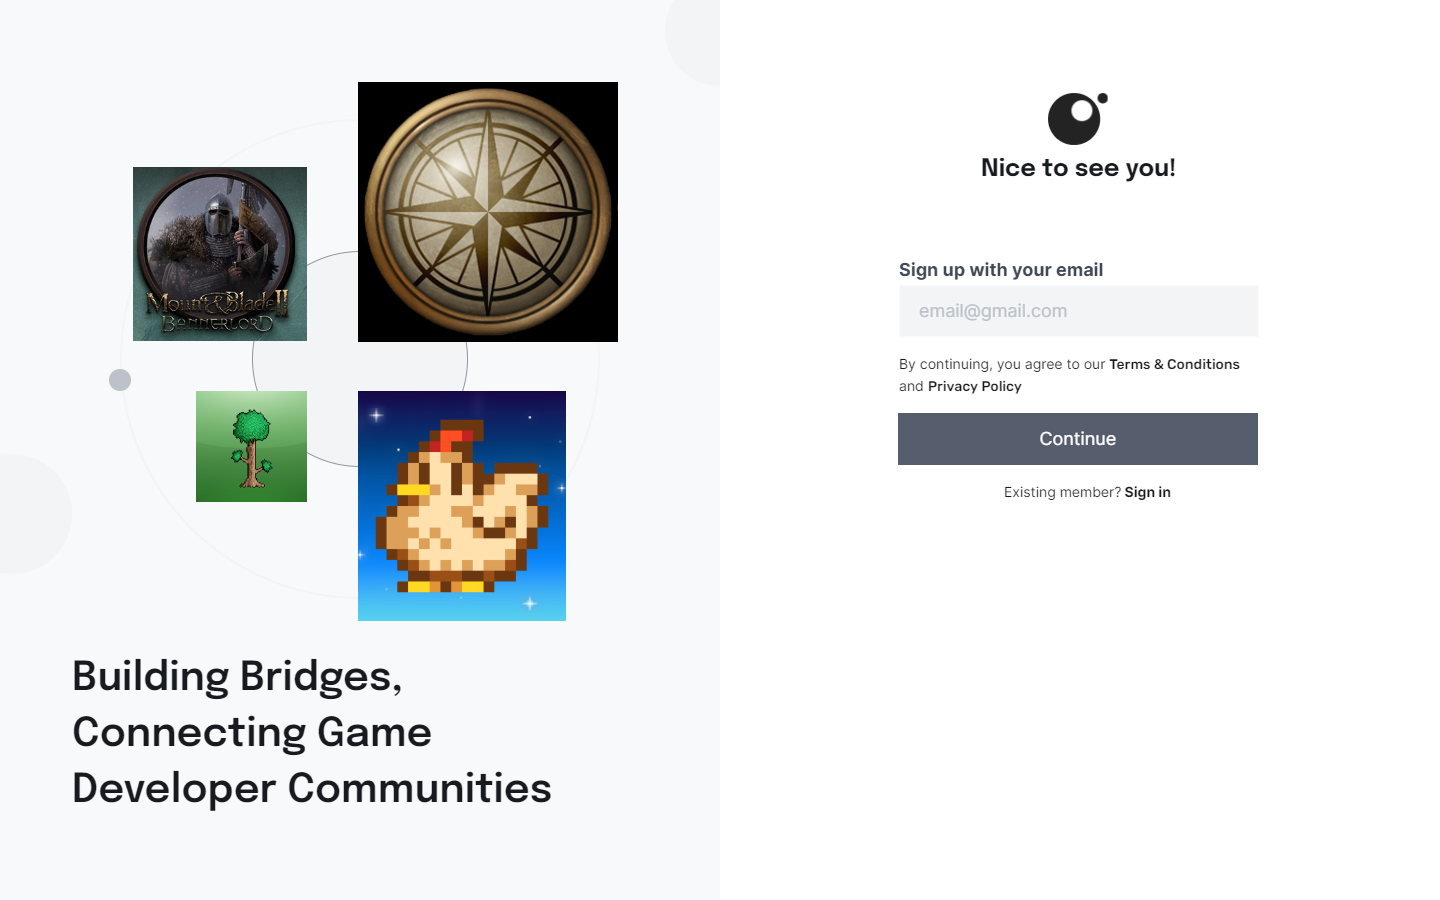 Mount & Blade II
BANNERLORD
Building Bridges,
Connecting Game
Developer Communities
Nice to see you!
Sign up with your email
email@gmail.com
By continuing, you agree to our Terms & Conditions
and Privacy Policy
Continue
Existing member? Sign in